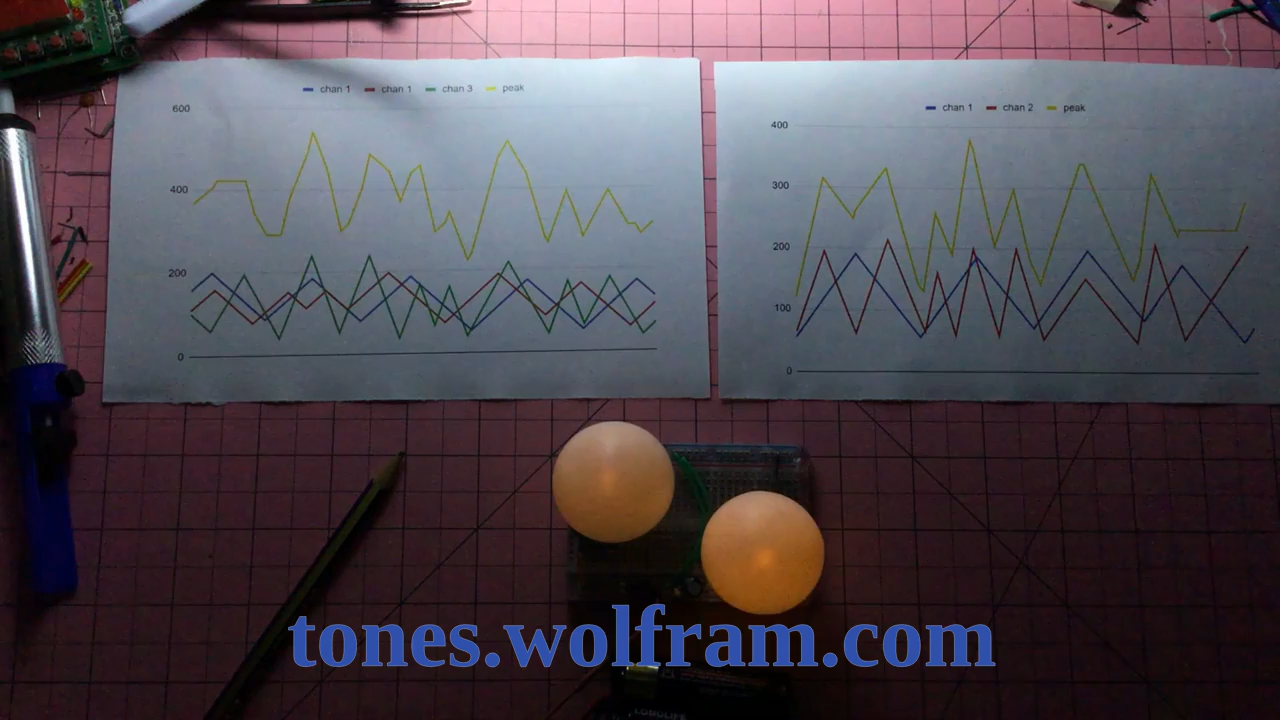 chan 1 chan 1 chan 3 peak
600
400
200
0
chan 1 chan 2 peak
400
300
200
100
0
tones.wolfram.com
LONGLIFE